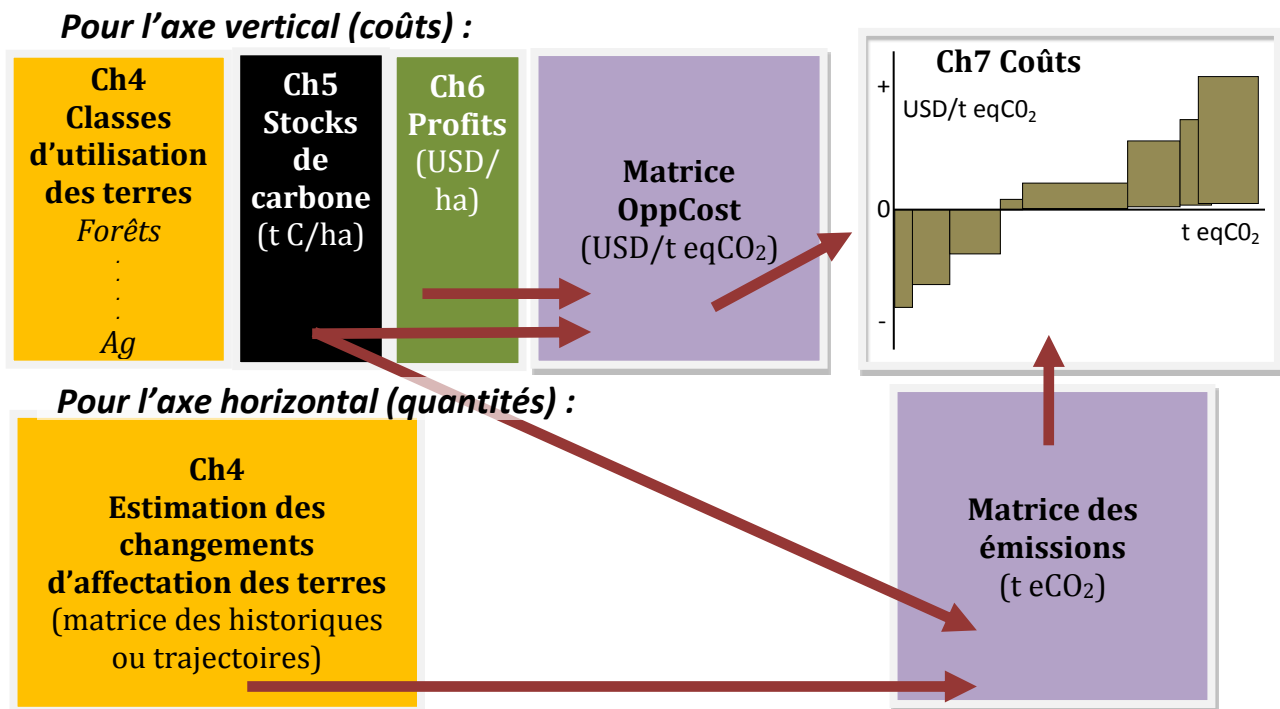 Pour l’axe vertical (coûts) :
Ch4
Classes
d’utilisation
des terres
Forêts
.
.
.
.
Ag
Ch5
Stocks
de
carbone
(t C/ha)
Ch6
Profits
(USD/
ha)
Matrice
OppCost
(USD/t eqCO₂)
Ch7 Coûts
+
USD/t eqC0₂
0
t eqC0₂
-
Pour l’axe horizontal (quantités) :
Ch4
Estimation des
changements
d’affectation des terres
(matrice des historiques
ou trajectoires)
Matrice des
émissions
(t eCO₂)